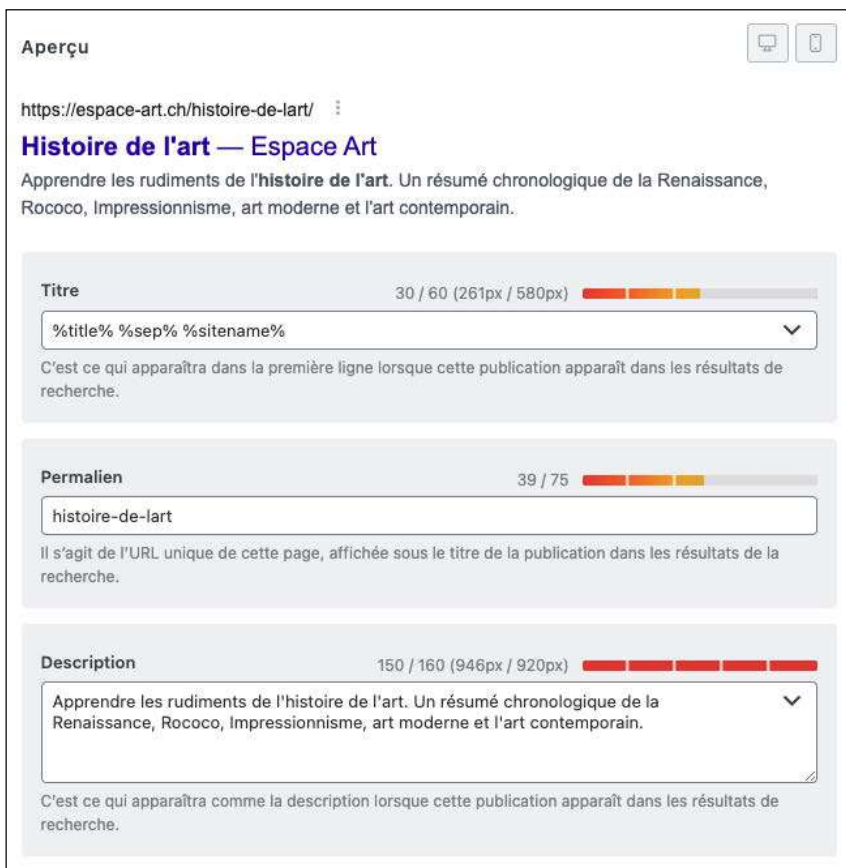 Aperçu
https://espace-art.ch/histoire-de-lart/
Histoire de l'art — Espace Art
Apprendre les rudiments de l'histoire de l'art. Un résumé chronologique de la Renaissance,
Rococo, Impressionnisme, art moderne et l'art contemporain.
Titre 30 / 60 (261px / 580px)
%title% %sep% %sitename%
C'est ce qui apparaîtra dans la première ligne lorsque cette publication apparaît dans les résultats de
recherche.
Permalien 39 / 75
histoire-de-lart
Il s'agit de l'URL unique de cette page, affichée sous le titre de la publication dans les résultats de la
recherche.
Description 150 / 160 (946px / 920px)
Apprendre les rudiments de l'histoire de l'art. Un résumé chronologique de la
Renaissance, Rococo, Impressionnisme, art moderne et l'art contemporain.
C'est ce qui apparaîtra comme la description lorsque cette publication apparaît dans les résultats de
recherche.